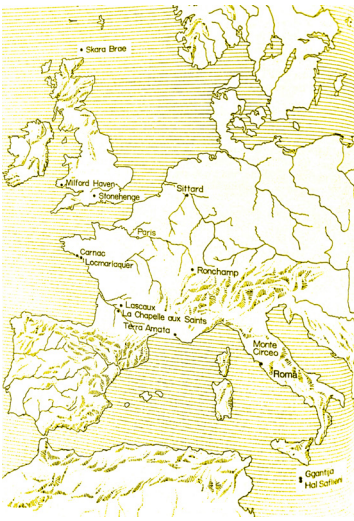 Skara Brae
Milford Haven
Stonehenge
Sittard
Paris
Carnac
Locmariaquer
Ronchamp
Lascaux
La Chapelle aux Saints
Terra Amata
Monte
Circeo
Roma
Ggantija
Hal Saflieni